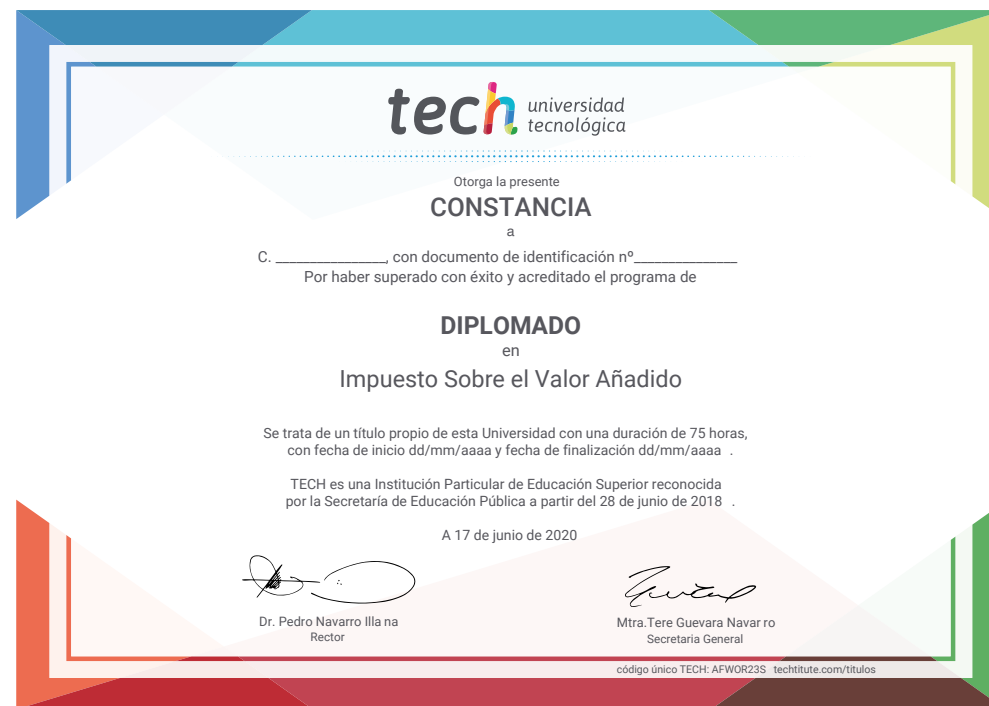 tech universidad
tecnológica
Otorga la presente
CONSTANCIA
a
C. ________________, con documento de identificación nº_______________
Por haber superado con éxito y acreditado el programa de
DIPLOMADO
en
Impuesto Sobre el Valor Añadido
Se trata de un título propio de esta Universidad con una duración de 75 horas,
con fecha de inicio dd/mm/aaaa y fecha de finalización dd/mm/aaaa .
TECH es una Institución Particular de Educación Superior reconocida
por la Secretaría de Educación Pública a partir del 28 de junio de 2018 .
A 17 de junio de 2020
Dr. Pedro Navarro Illa na
Rector
Mtra.Tere Guevara Navar ro
Secretaria General
código único TECH: AFWOR23S techtitute.com/titulos